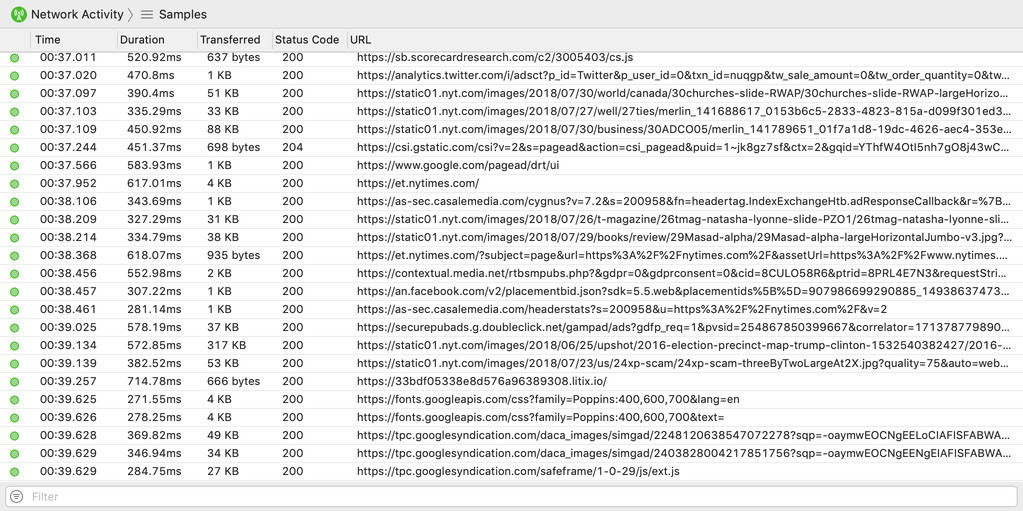 Network Activity Samples
Time Duration Transferred Status Code URL
00:37.011 520.92ms 637 bytes 200 https://sb.scorecardresearch.com/c2/3005403/cs.js
00:37.020 470.8ms 1 KB 200 https://analytics.twitter.com/i/adsct?p_id=Twitter&p_user_id=0&txn_id=nuqgp&tw_sale_amount=0&tw_order_quantity=0&tw...
00:37.097 390.4ms 51 KB 200 https://static01.nyt.com/images/2018/07/30/world/canada/30churches-slide-RWAP/30churches-slide-RWAP-largeHorizo...
00:37.103 335.29ms 33 KB 200 https://static01.nyt.com/images/2018/07/27/well/27ties/merlin_141688617_0153b6c5-2833-4823-815a-d099f301ed3...
00:37.109 450.92ms 88 KB 200 https://static01.nyt.com/images/2018/07/30/business/30ADCO05/merlin_141789651_01f7a1d8-19dc-4626-aec4-353e...
00:37.244 451.37ms 698 bytes 204 https://csi.gstatic.com/csi?v=2&s=pagead&action=csi_pagead&puid=1~jk8gz7sf&ctx=2&gqid=YThfW4OtI5nh7gO8j43wC...
00:37.566 583.93ms 1 KB 200 https://www.google.com/pagead/drt/ui
00:37.952 617.01ms 4 KB 200 https://et.nytimes.com/
00:38.106 343.69ms 1 KB 200 https://as-sec.casalemedia.com/cygnus?v=7.2&s=200958&fn=headertag.IndexExchangeHtb.adResponseCallback&r=%7B...
00:38.209 327.29ms 31 KB 200 https://static01.nyt.com/images/2018/07/26/t-magazine/26tmag-natasha-lyonne-slide-PZO1/26tmag-natasha-lyonne-sli...
00:38.214 334.79ms 38 KB 200 https://static01.nyt.com/images/2018/07/29/books/review/29Masad-alpha/29Masad-alpha-largeHorizontalJumbo-v3.jpg?...
00:38.368 618.07ms 935 bytes 200 https://et.nytimes.com/?subject=page&url=https%3A%2F%2Fnytimes.com%2F&assetUrl=https%3A%2F%2Fwww.nytimes....
00:38.456 552.98ms 2 KB 200 https://contextual.media.net/rtbsmpubs.php?&gdpr=0&gdprconsent=0&cid=8CULO58R6&ptrid=8PRL4E7N3&requestStri...
00:38.457 307.22ms 1 KB 200 https://an.facebook.com/v2/placementbid.json?sdk=5.5.web&placementids%5B%5D=907986699290885_14938637473...
00:38.461 281.14ms 1 KB 200 https://as-sec.casalemedia.com/headerstats?s=200958&u=https%3A%2F%2Fnytimes.com%2F&v=2
00:39.025 578.19ms 37 KB 200 https://securepubads.g.doubleclick.net/gampad/ads?gdfp_req=1&pvsid=254867850399667&correlator=171378779890...
00:39.134 572.85ms 317 KB 200 https://static01.nyt.com/images/2018/06/25/upshot/2016-election-precinct-map-trump-clinton-1532540382427/2016-...
00:39.139 382.52ms 53 KB 200 https://static01.nyt.com/images/2018/07/23/us/24xp-scam/24xp-scam-threeByTwoLargeAt2X.jpg?quality=75&auto=web...
00:39.257 714.78ms 666 bytes 200 https://33bdf05338e8d576a96389308.litix.io/
00:39.625 271.55ms 4 KB 200 https://fonts.googleapis.com/css?family=Poppins:400,600,700&lang=en
00:39.626 278.25ms 4 KB 200 https://fonts.googleapis.com/css?family=Poppins:400,600,700&text=
00:39.628 369.82ms 49 KB 200 https://tpc.googlesyndication.com/daca_images/simgad/2248120638547072278?sqp=-oaymwEOCNgEELoCIAFISFABWA...
00:39.629 346.94ms 34 KB 200 https://tpc.googlesyndication.com/daca_images/simgad/2403828004217851756?sqp=-oaymwEOCNgEENgEIAFISFABWA...
00:39.629 284.75ms 27 KB 200 https://tpc.googlesyndication.com/safeframe/1-0-29/js/ext.js
Filter